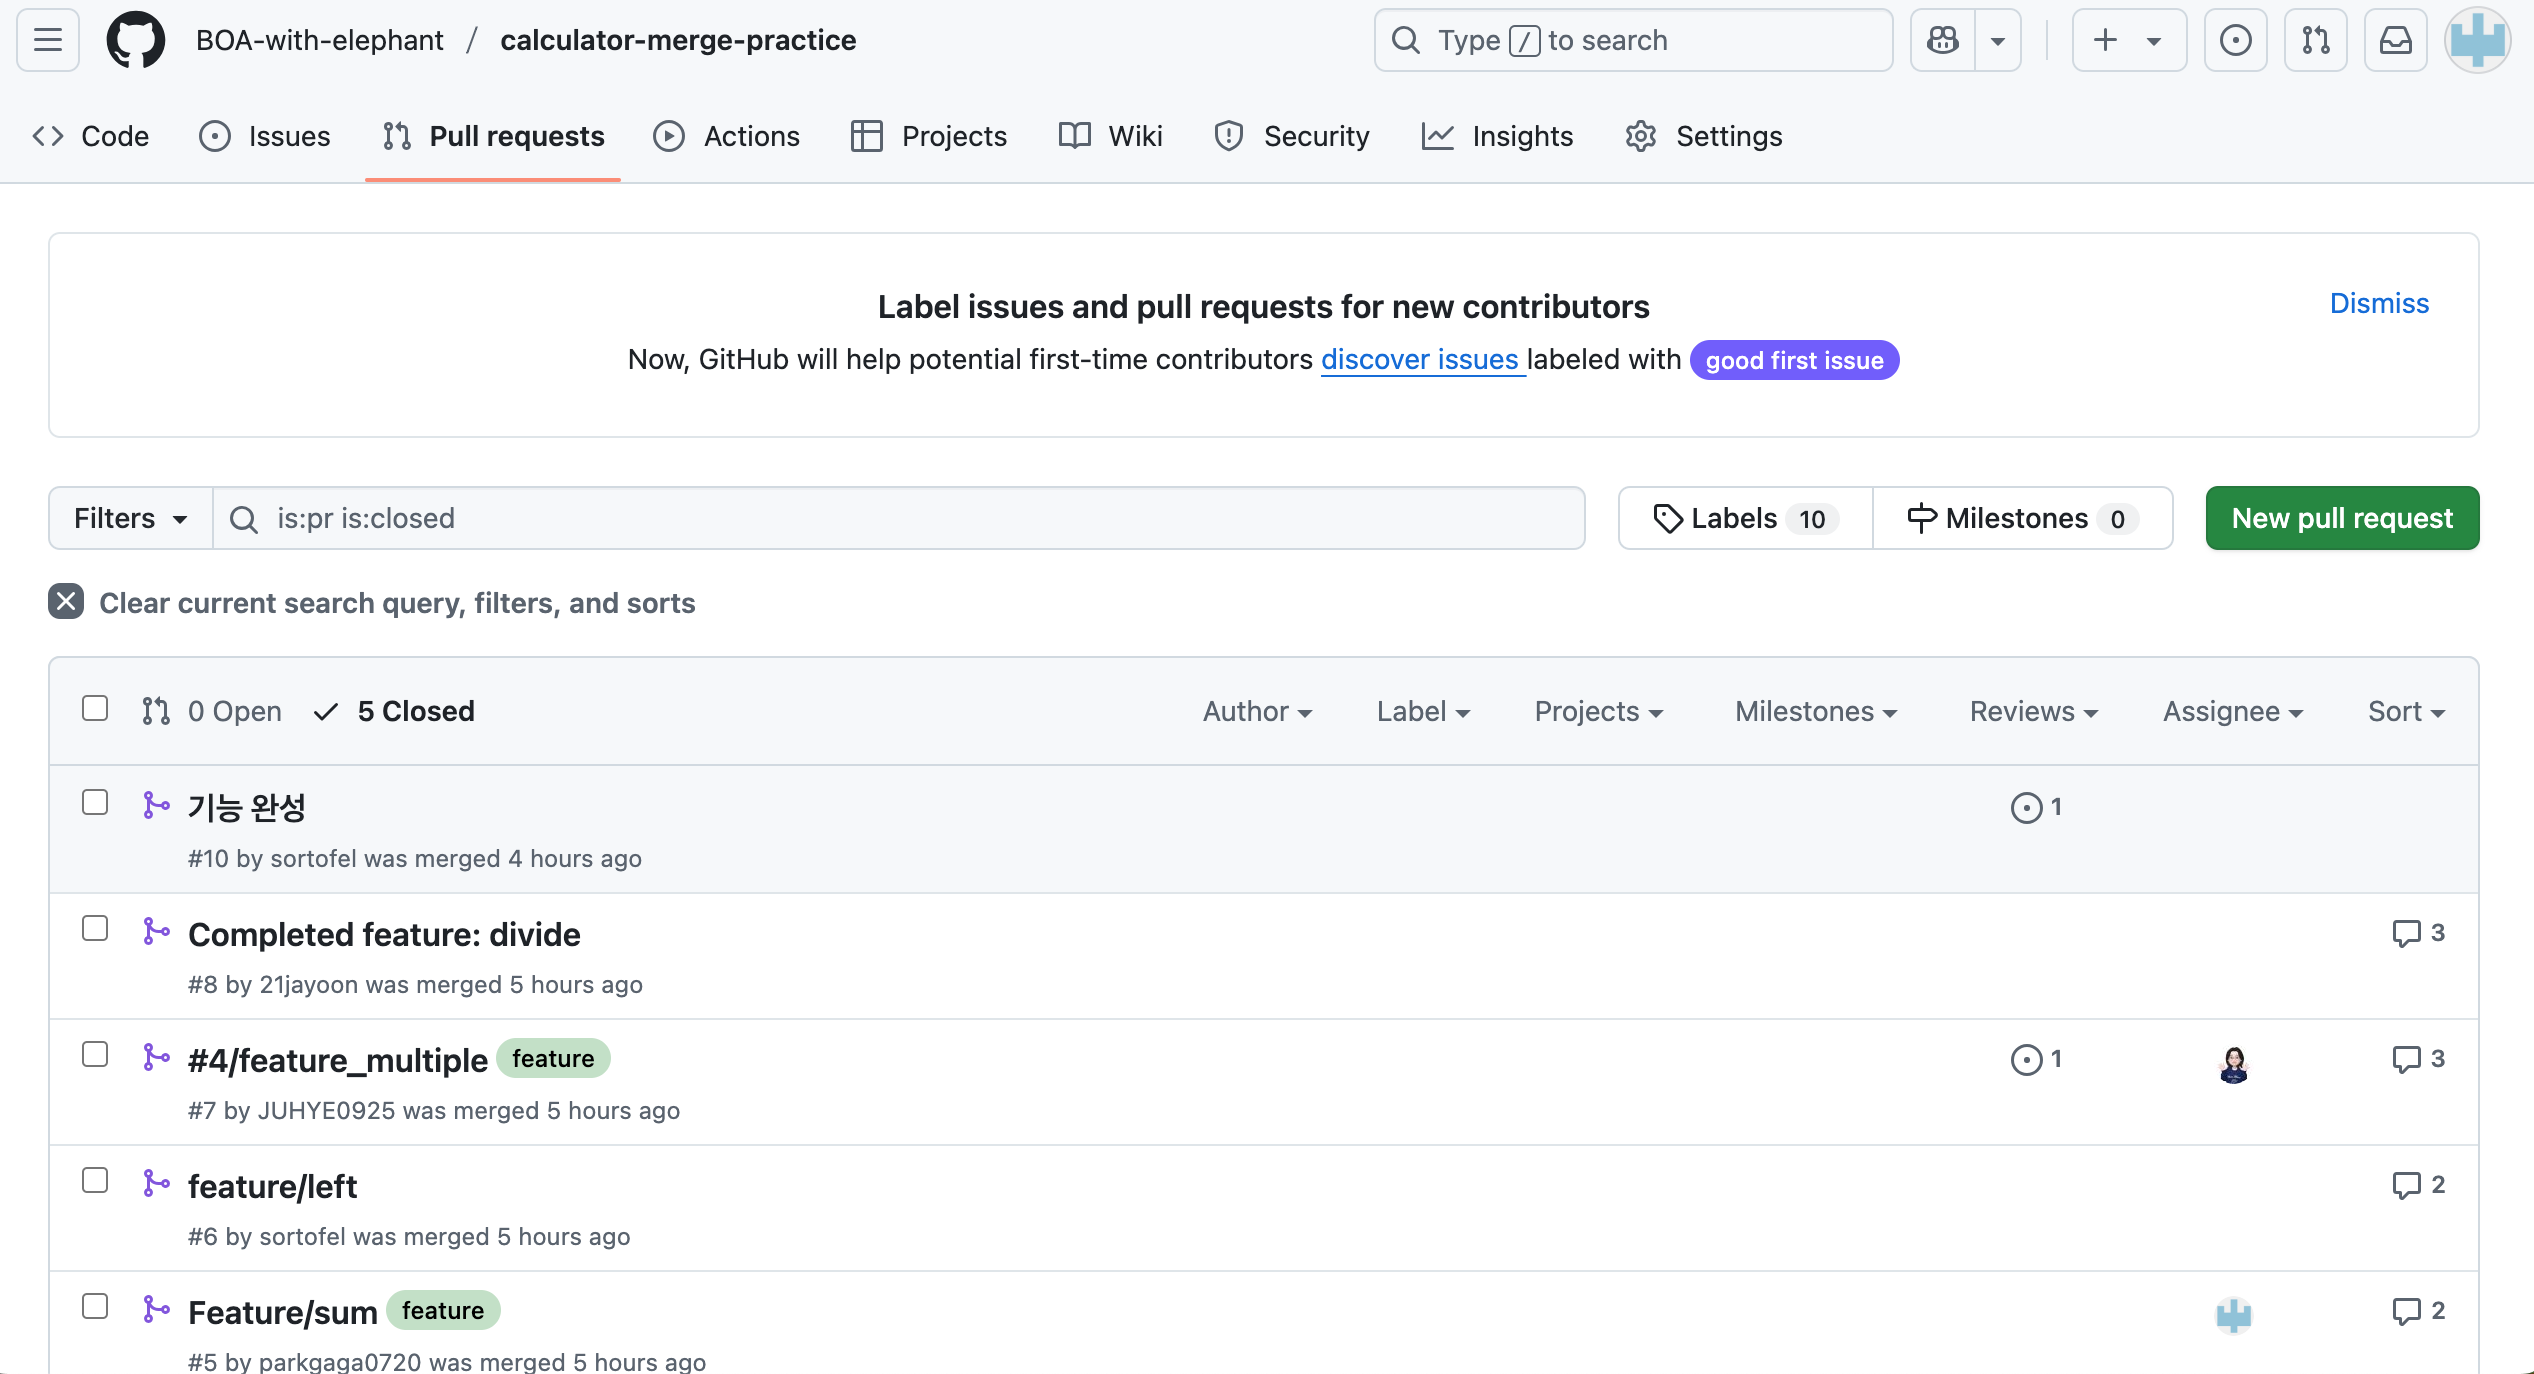 BOA-with-elephant / calculator-merge-practice
Type / to search
Code
Issues
Pull requests
Actions
Projects
Wiki
Security
Insights
Settings
Label issues and pull requests for new contributors
Dismiss
Now, GitHub will help potential first-time contributors discover issues labeled with good first issue
Filters
is:pr is:closed
Labels 10
Milestones 0
New pull request
Clear current search query, filters, and sorts
0 Open
5 Closed
Author
Label
Projects
Milestones
Reviews
Assignee
Sort
기능 완성
1
#10 by sortofel was merged 4 hours ago
Completed feature: divide
3
#8 by 21jayoon was merged 5 hours ago
#4/feature_multiple feature
1
3
#7 by JUHYE0925 was merged 5 hours ago
feature/left
2
#6 by sortofel was merged 5 hours ago
Feature/sum feature
2
#5 by parkgaga0720 was merged 5 hours ago